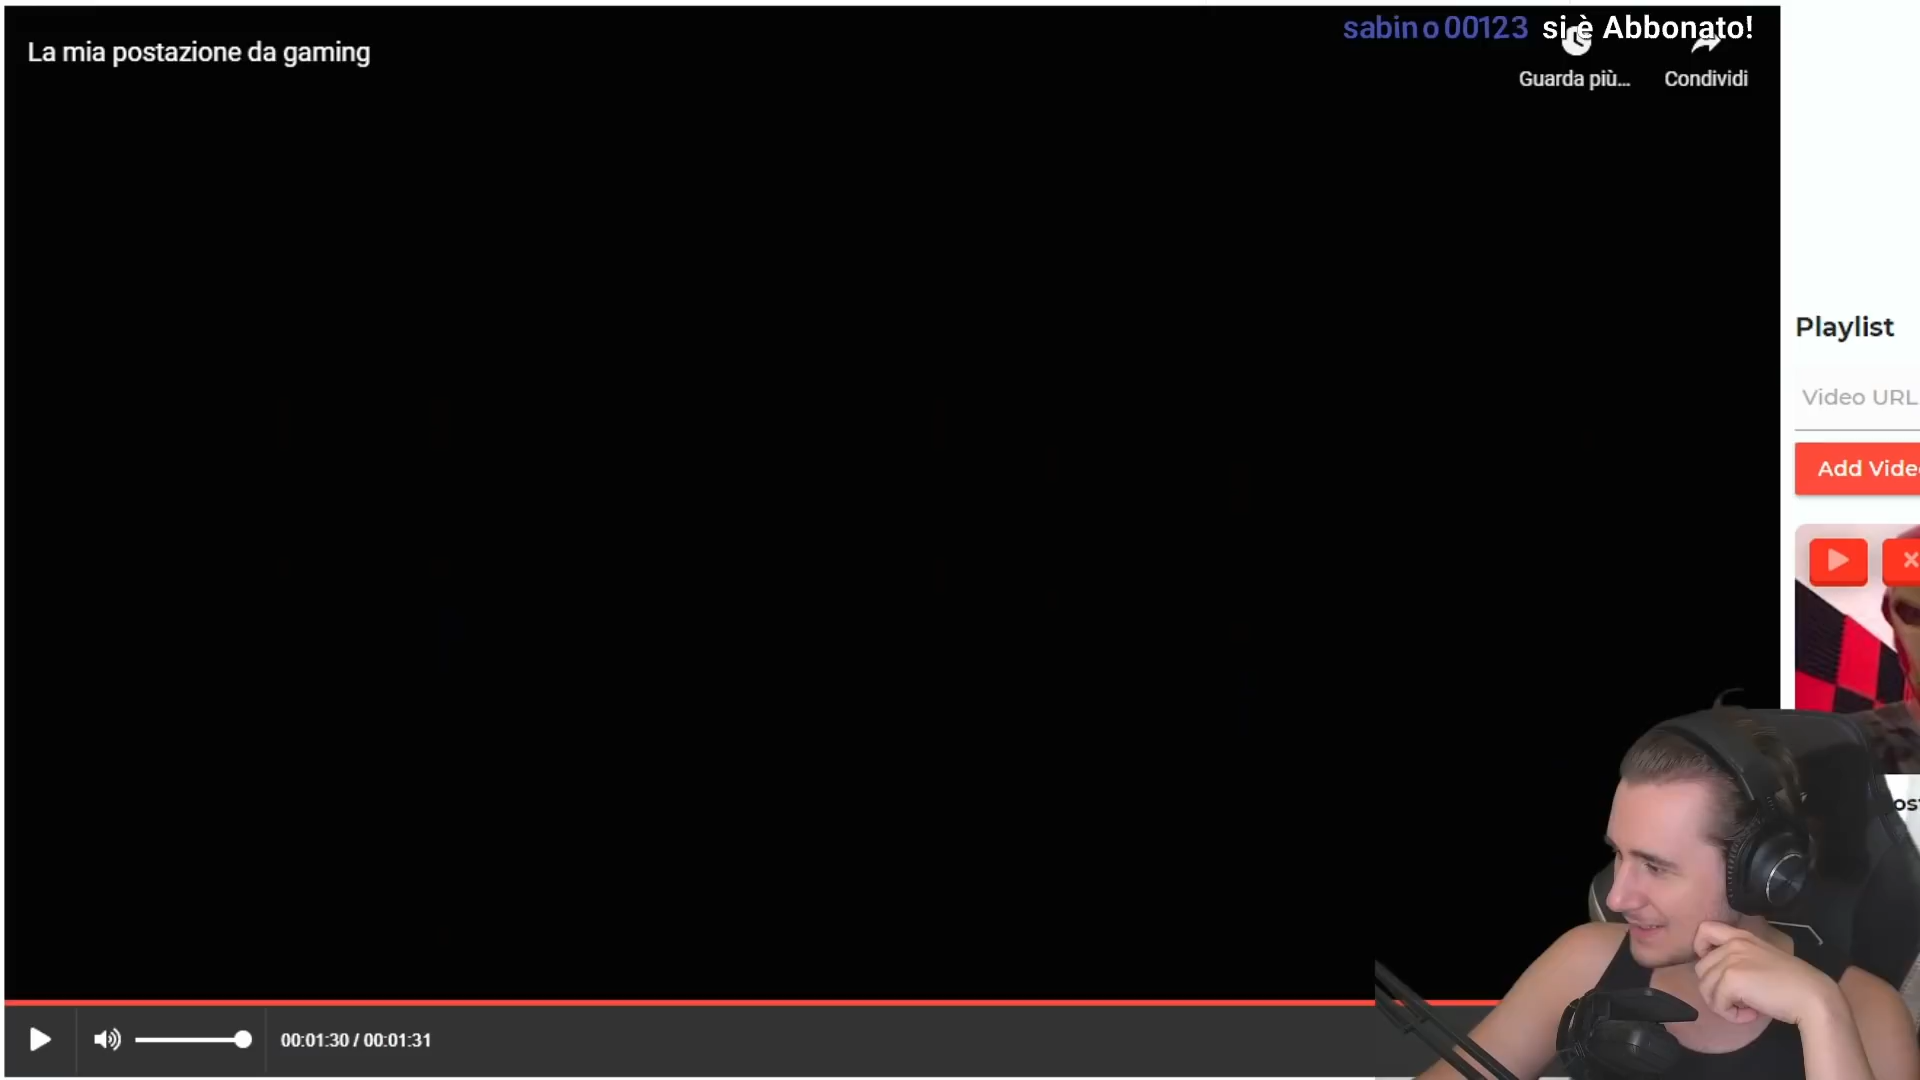 sabino00123 si è Abbonato!
La mia postazione da gaming
Guarda più...
Condividi
Playlist
Video URL
Add Vide
00:01:30 / 00:01:31